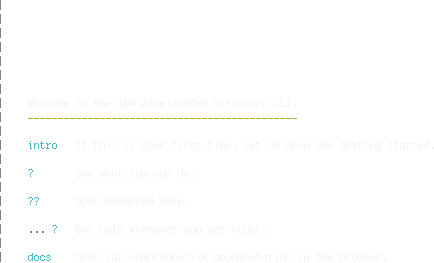 Welcome to the IBM Accelerated Discovery CLI.
---------------------------------------------
intro If this is your first time, let us help you getting started.
? See what you can do.
?? Open advanced help.
... ? Get help whenever you get stuck.
docs Open our comprehensive documentation in the browser.